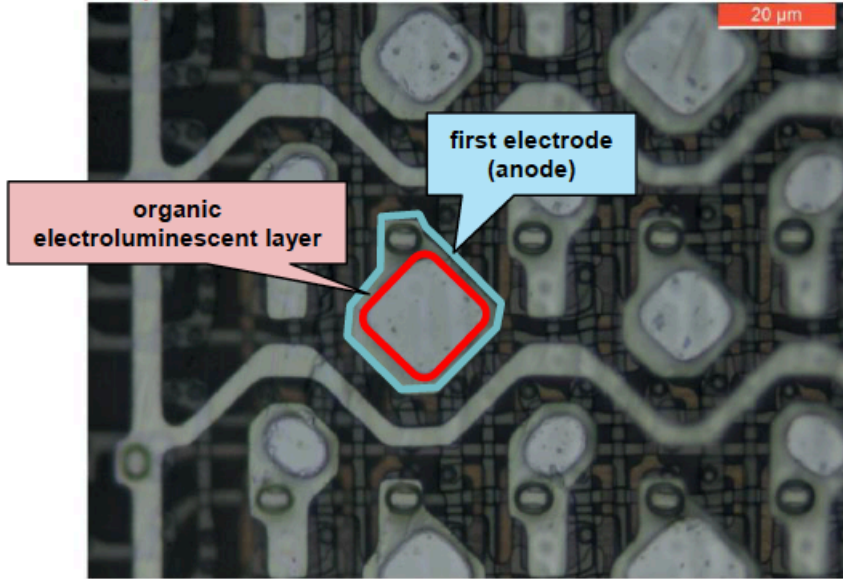 20 µm
first electrode
(anode)
organic
electroluminescent layer